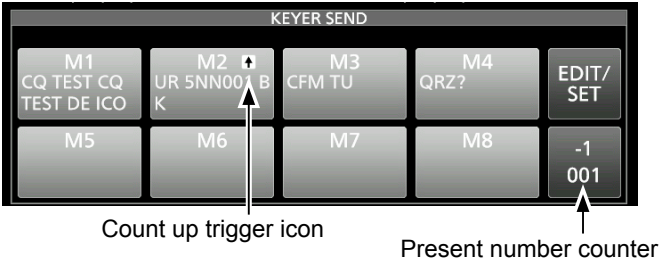 KEYER SEND
M1
CQ TEST CQ
TEST DE ICO
M2
UR 5NN001 B
K
M3
CFM TU
M4
QRZ?
EDIT/
SET
M5
M6
M7
M8
-1
001
Count up trigger icon
Present number counter